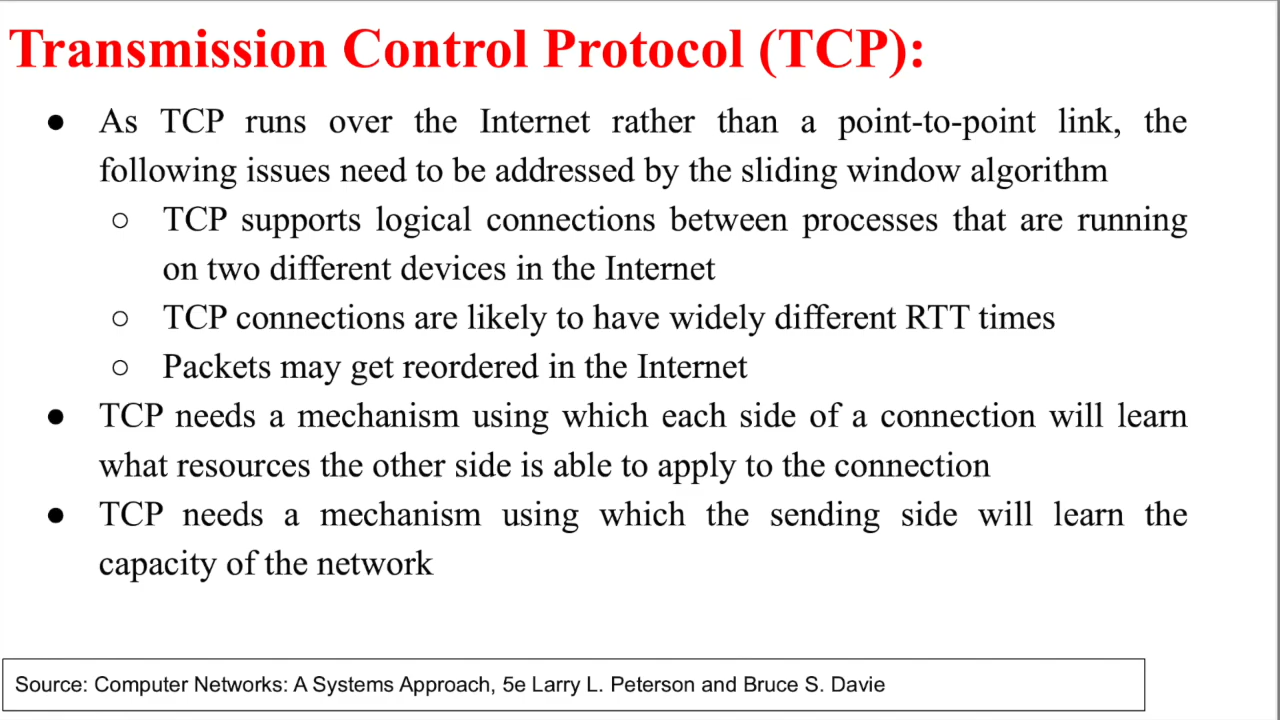 Transmission Control Protocol (TCP):
● As TCP runs over the Internet rather than a point-to-point link, the
following issues need to be addressed by the sliding window algorithm
○ TCP supports logical connections between processes that are running
on two different devices in the Internet
○ TCP connections are likely to have widely different RTT times
○ Packets may get reordered in the Internet
● TCP needs a mechanism using which each side of a connection will learn
what resources the other side is able to apply to the connection
● TCP needs a mechanism using which the sending side will learn the
capacity of the network
Source: Computer Networks: A Systems Approach, 5e Larry L. Peterson and Bruce S. Davie